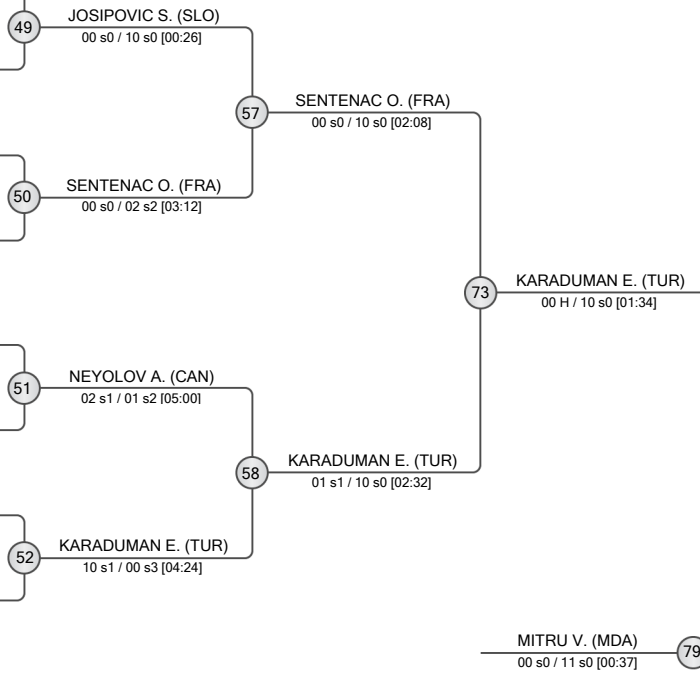 49
JOSIPOVIC S. (SLO)
00 s0 / 10 s0 [00:26]
57
SENTENAC O. (FRA)
00 s0 / 10 s0 [02:08]
50
SENTENAC O. (FRA)
00 s0 / 02 s2 [03:12]
73
KARADUMAN E. (TUR)
00 H / 10 s0 [01:34]
51
NEYOLOV A. (CAN)
02 s1 / 01 s2 [05:00]
58
KARADUMAN E. (TUR)
01 s1 / 10 s0 [02:32]
52
KARADUMAN E. (TUR)
10 s1 / 00 s3 [04:24]
MITRU V. (MDA)
00 s0 / 11 s0 [00:37]
79